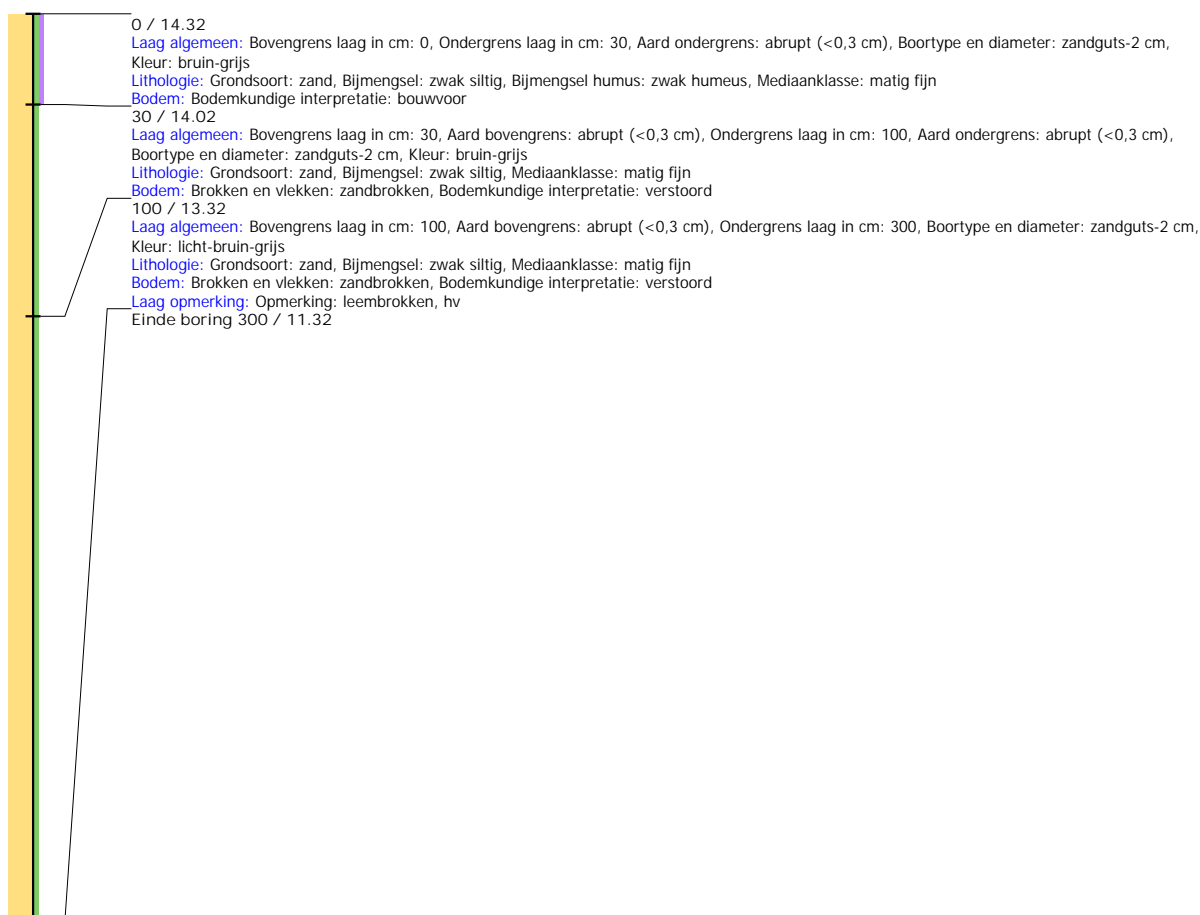 0 / 14.32
Laag algemeen: Bovengrens laag in cm: 0, Ondergrens laag in cm: 30, Aard ondergrens: abrupt (<0,3 cm), Boortype en diameter: zandguts-2 cm,
Kleur: bruin-grijs
Lithologie: Grondsoort: zand, Bijmengsel: zwak siltig, Bijmengsel humus: zwak humeus, Mediaanklasse: matig fijn
Bodem: Bodemkundige interpretatie: bouwvoor
30 / 14.02
Laag algemeen: Bovengrens laag in cm: 30, Aard bovengrens: abrupt (<0,3 cm), Ondergrens laag in cm: 100, Aard ondergrens: abrupt (<0,3 cm),
Boortype en diameter: zandguts-2 cm, Kleur: bruin-grijs
Lithologie: Grondsoort: zand, Bijmengsel: zwak siltig, Mediaanklasse: matig fijn
Bodem: Brokken en vlekken: zandbrokken, Bodemkundige interpretatie: verstoord
100 / 13.32
Laag algemeen: Bovengrens laag in cm: 100, Aard bovengrens: abrupt (<0,3 cm), Ondergrens laag in cm: 300, Boortype en diameter: zandguts-2 cm,
Kleur: licht-bruin-grijs
Lithologie: Grondsoort: zand, Bijmengsel: zwak siltig, Mediaanklasse: matig fijn
Bodem: Brokken en vlekken: zandbrokken, Bodemkundige interpretatie: verstoord
Laag opmerking: Opmerking: leembrokken, hv
Einde boring 300 / 11.32